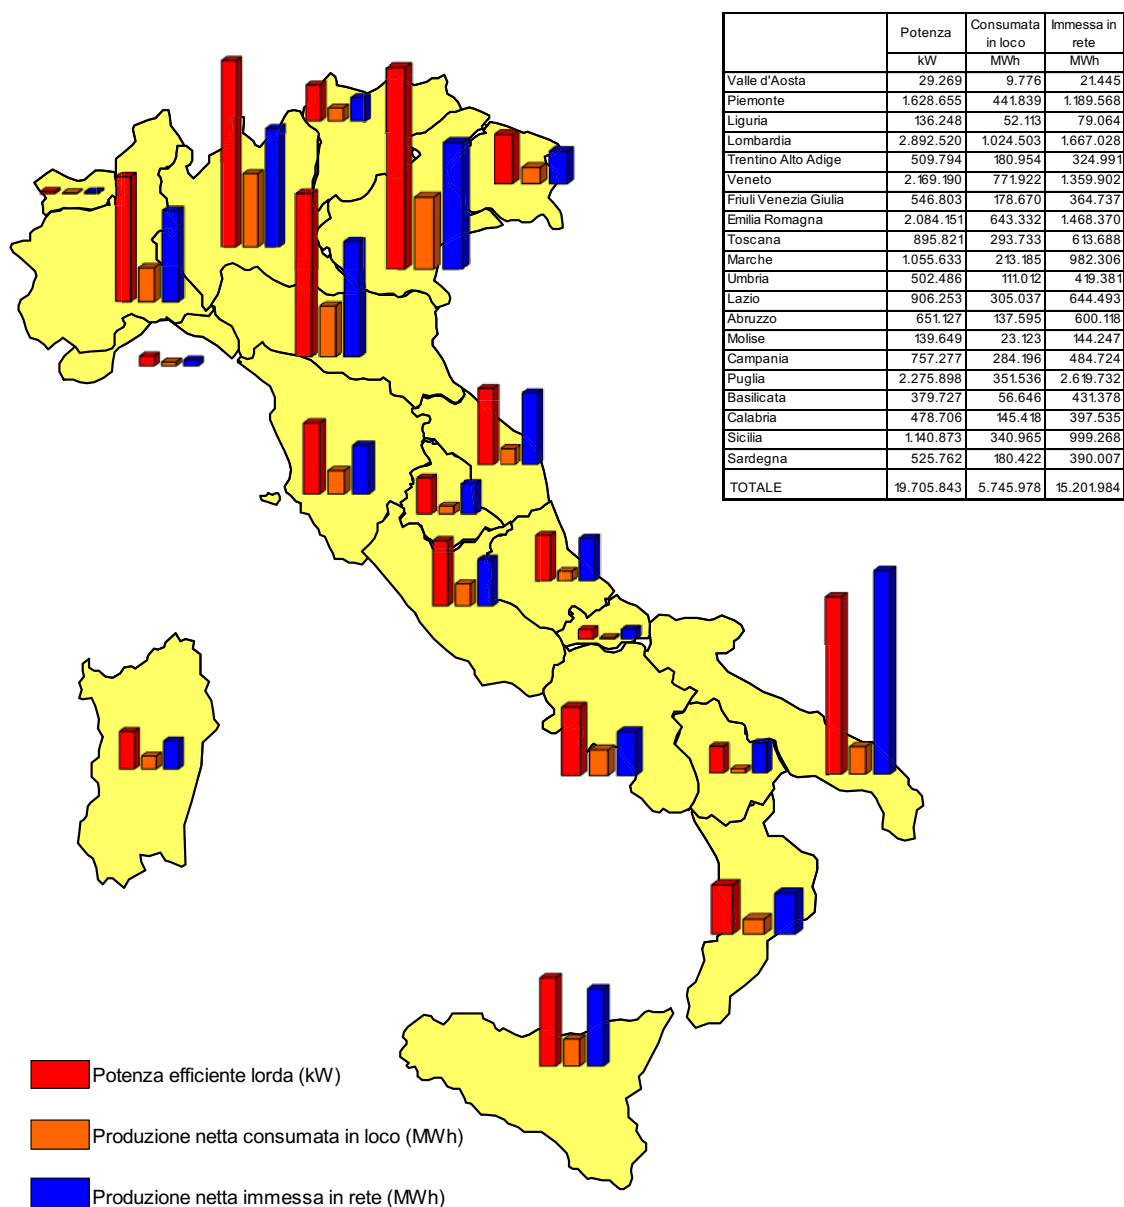 Potenza Consumata in loco Immessa in rete
kW MWh MWh
Valle d'Aosta 29.269 9.776 21.445
Piemonte 1.628.655 441.839 1.189.568
Liguria 136.248 52.113 79.064
Lombardia 2.892.520 1.024.503 1.667.028
Trentino Alto Adige 509.794 180.954 324.991
Veneto 2.169.190 771.922 1.359.902
Friuli Venezia Giulia 546.803 178.670 364.737
Emilia Romagna 2.084.151 643.332 1.468.370
Toscana 895.821 293.733 613.688
Marche 1.055.633 213.185 982.306
Umbria 502.486 111.012 419.381
Lazio 906.253 305.037 644.493
Abruzzo 651.127 137.595 600.118
Molise 139.649 23.123 144.247
Campania 757.277 284.196 484.724
Puglia 2.275.898 351.536 2.619.732
Basilicata 379.727 56.646 431.378
Calabria 478.706 145.418 397.535
Sicilia 1.140.873 340.965 999.268
Sardegna 525.762 180.422 390.007
TOTALE 19.705.843 5.745.978 15.201.984
Potenza efficiente lorda (kW)
Produzione netta consumata in loco (MWh)
Produzione netta immessa in rete (MWh)